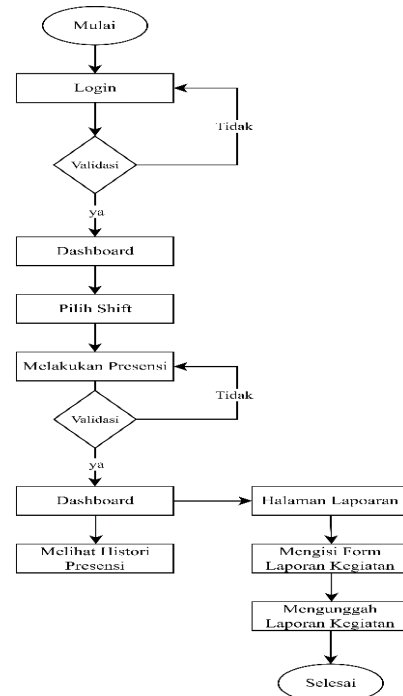 Mulai
Login
Tidak
Validasi
ya
Dashboard
Pilih Shift
Melakukan Presensi
Tidak
Validasi
ya
Dashboard
Halaman Lapoaran
Melihat Histori
Presensi
Mengisi Form
Laporan Kegiatan
Mengunggah
Laporan Kegiatan
Selesai